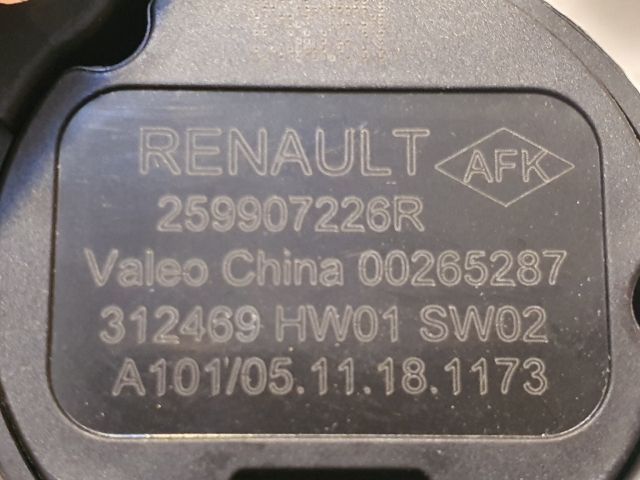 RENAULT AFK
259907226R
Valeo China 00265287
312469 HW01 SW02
A101/05.11.18.1173